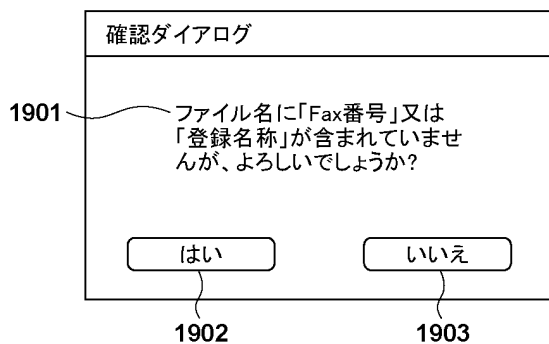 確認ダイアログ
1901
ファイル名に「Fax番号」又は
「登録名称」が含まれていませ
んが、よろしいでしょうか?
はい
いいえ
1902
1903